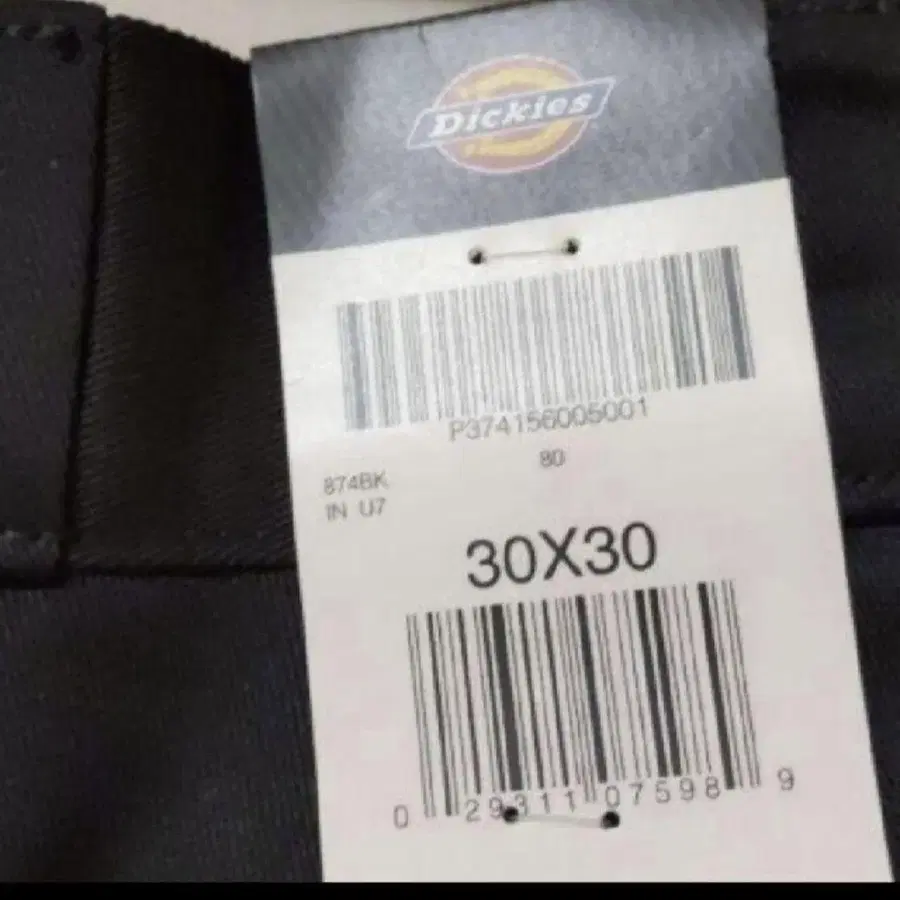 Dickies
P374156005001
80
874BK
IN U7
30X30
0 29311 07598 9